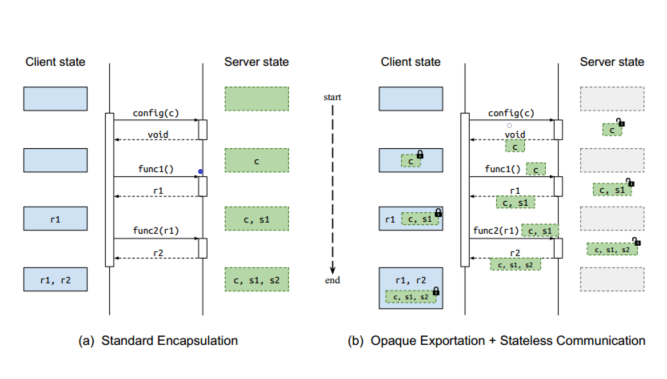 Client state
Server state
config(c)
void
c
func1()
r1
r1
c, s1
func2(r1)
r2
r1, r2
c, s1, s2
(a) Standard Encapsulation
start
end
Client state
Server state
config(c)
void
c
c
c
func1()
c
c, s1
r1
c, s1
r1
c, s1
func2(r1)
c, s1
c, s1, s2
r2
c, s1, s2
r1, r2
c, s1, s2
(b) Opaque Exportation + Stateless Communication